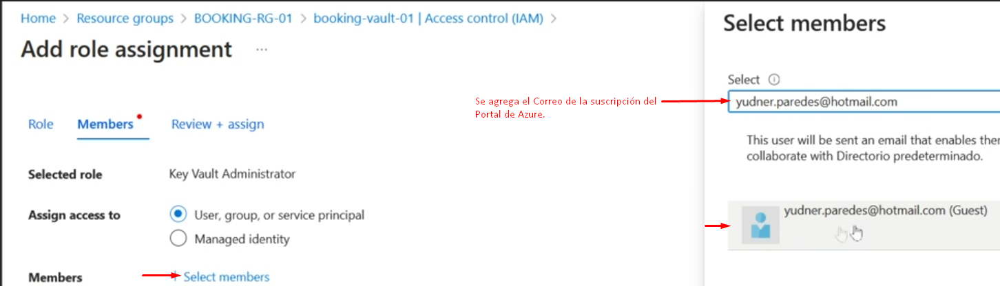 Home > Resource groups > BOOKING-RG-01 > booking-vault-01 | Access control (IAM) >
Add role assignment ...
Role Members Review + assign
Selected role Key Vault Administrator
Assign access to User, group, or service principal
Managed identity
Members + Select members
Se agrega el Correo de la suscripción del
Portal de Azure.
Select members
Select
yudner.paredes@hotmail.com
This user will be sent an email that enables
collaborate with Directorio predeterminado.
yudner.paredes@hotmail.com (Guest)